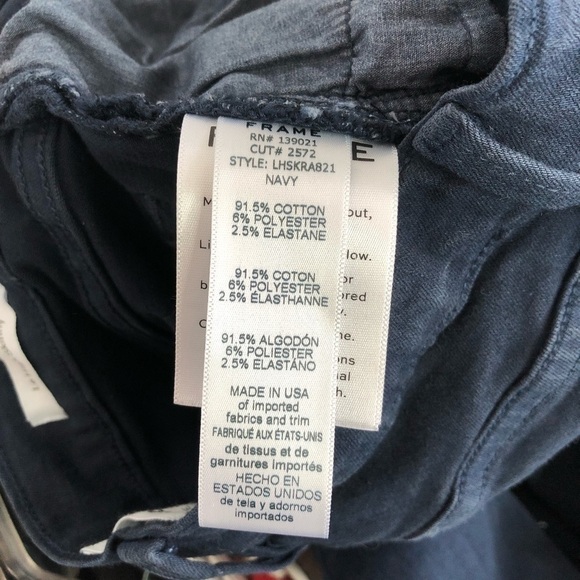 FRAME
RN# 139021
CUT# 2572
STYLE: LHSKRA821
NAVY
91.5% COTTON
6% POLYESTER
2.5% ELASTANE
91.5% COTON
6% POLYESTER
2.5% ÉLASTHANNE
91.5% ALGODÓN
6% POLIESTER
2.5% ELASTANO
MADE IN USA
of imported
fabrics and trim
FABRIQUÉ AUX ÉTATS-UNIS
de tissus et de
garnitures importés
HECHO EN
ESTADOS UNIDOS
de tela y adornos
importados